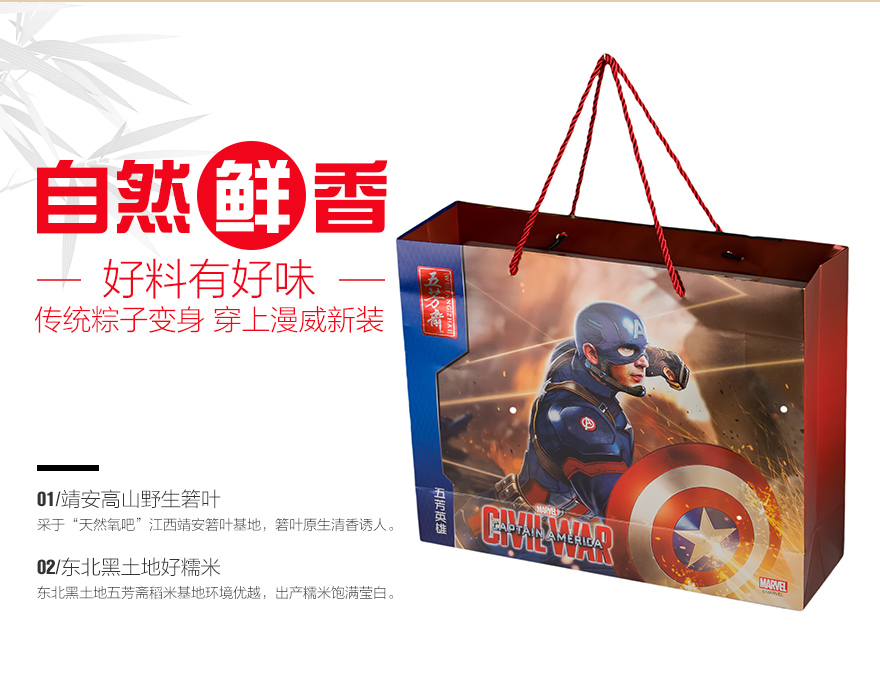 自然鲜香
好料有好味
传统粽子变身 穿上漫威新装
01/靖安高山野生箬叶
采于“天然氧吧”江西靖安箬叶基地，箬叶原生清香诱人。
02/东北黑土地好糯米
东北黑土地五芳斋稻米基地环境优越，出产糯米饱满莹白。
五芳斋
WUFANGZHAI
五芳英雄
MARVEL
CAPTAIN AMERICA
CIVIL WAR
MARVEL
© MARVEL